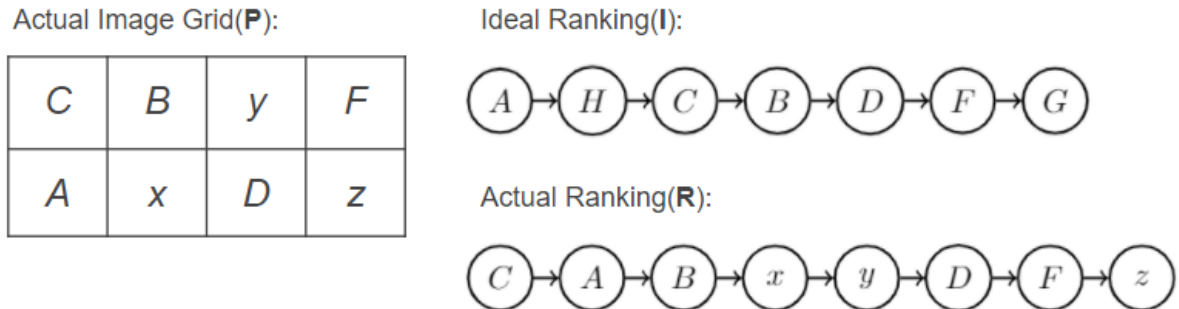 Actual Image Grid(P):
C B y F
A x D z
Ideal Ranking(I):
A H C B D F G
Actual Ranking(R):
C A B x y D F z